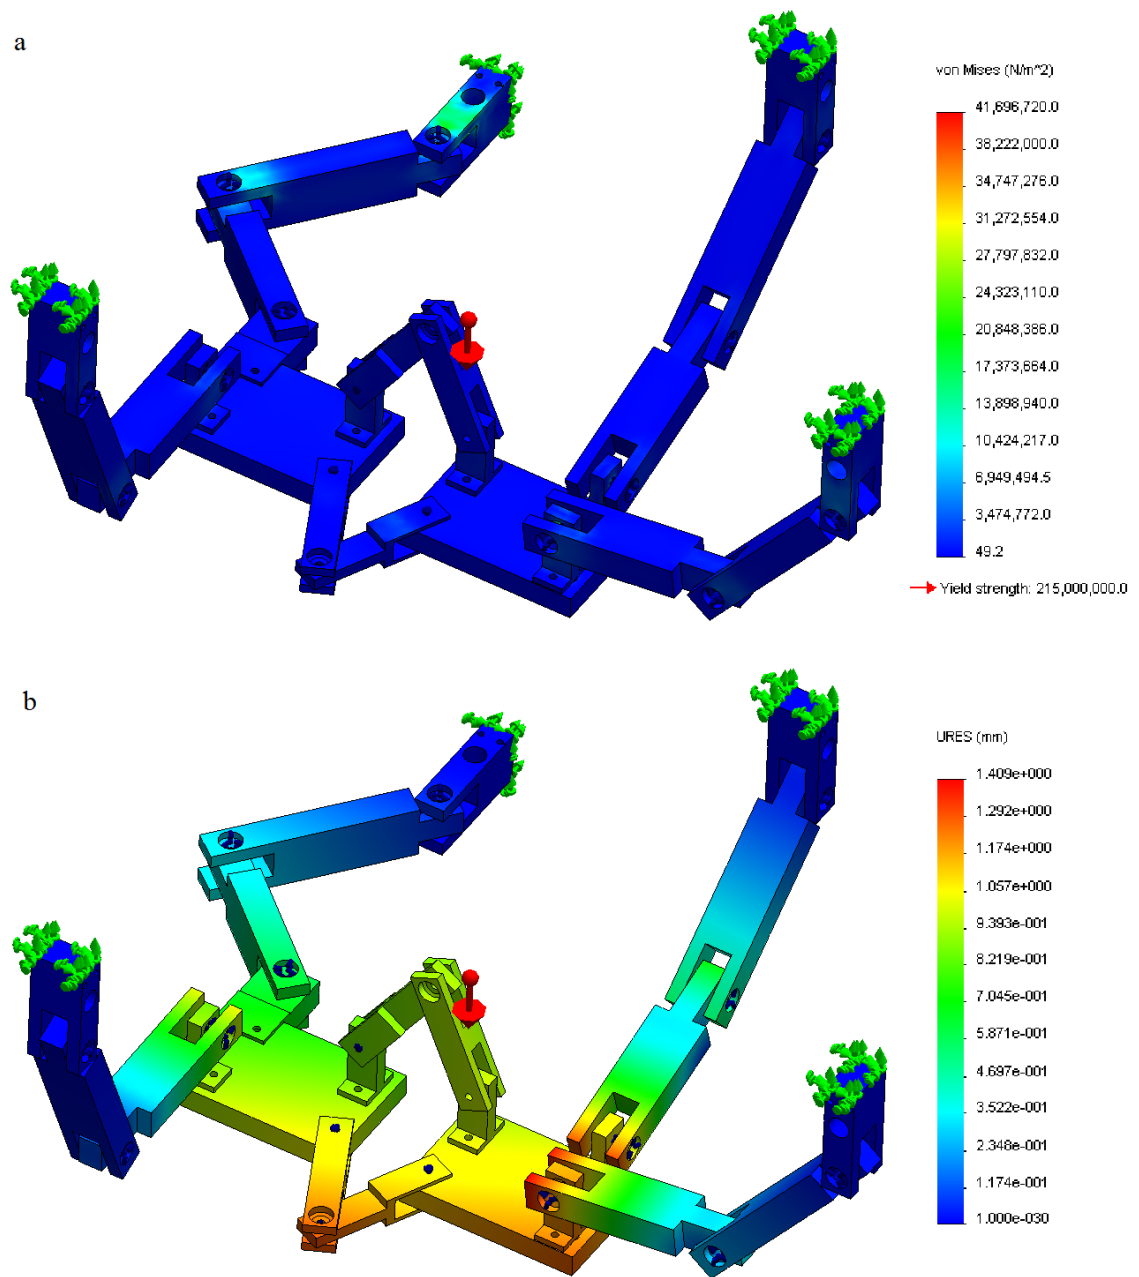 a
von Mises (N/m^2)
41,696,720.0
38,222,000.0
34,747,276.0
31,272,554.0
27,797,832.0
24,323,110.0
20,848,386.0
17,373,664.0
13,898,940.0
10,424,217.0
6,949,494.5
3,474,772.0
49.2
Yield strength: 215,000,000.0
b
URES (mm)
1.409e+000
1.292e+000
1.174e+000
1.057e+000
9.393e-001
8.219e-001
7.045e-001
5.871e-001
4.697e-001
3.522e-001
2.348e-001
1.174e-001
1.000e-030